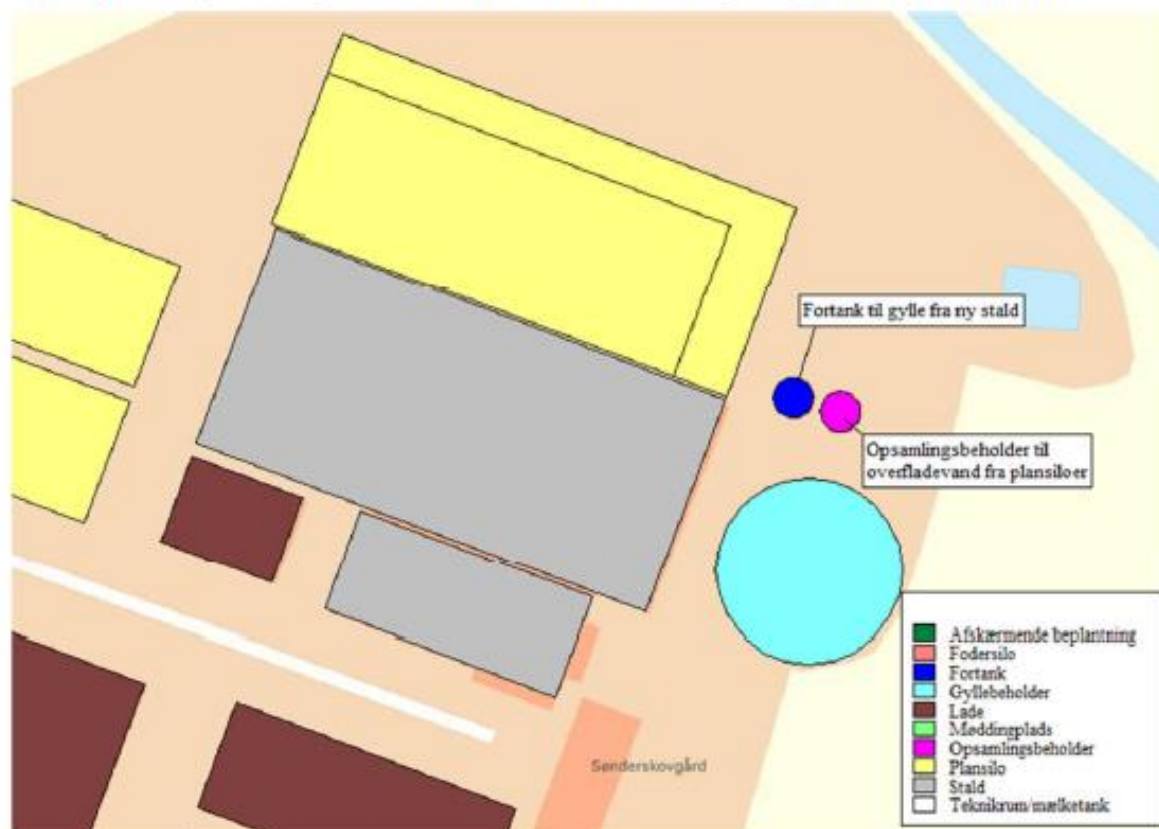 Fortank til gylle fra ny stald
Opsamlingsbeholder til
overfladevand fra plansiloer
Afskærmende beplantning
Fodersilo
Fortank
Gyllebeholder
Lade
Møddingplads
Opsamlingsbeholder
Plansilo
Stald
Teknikrum/mælketank
Sønderskovgård